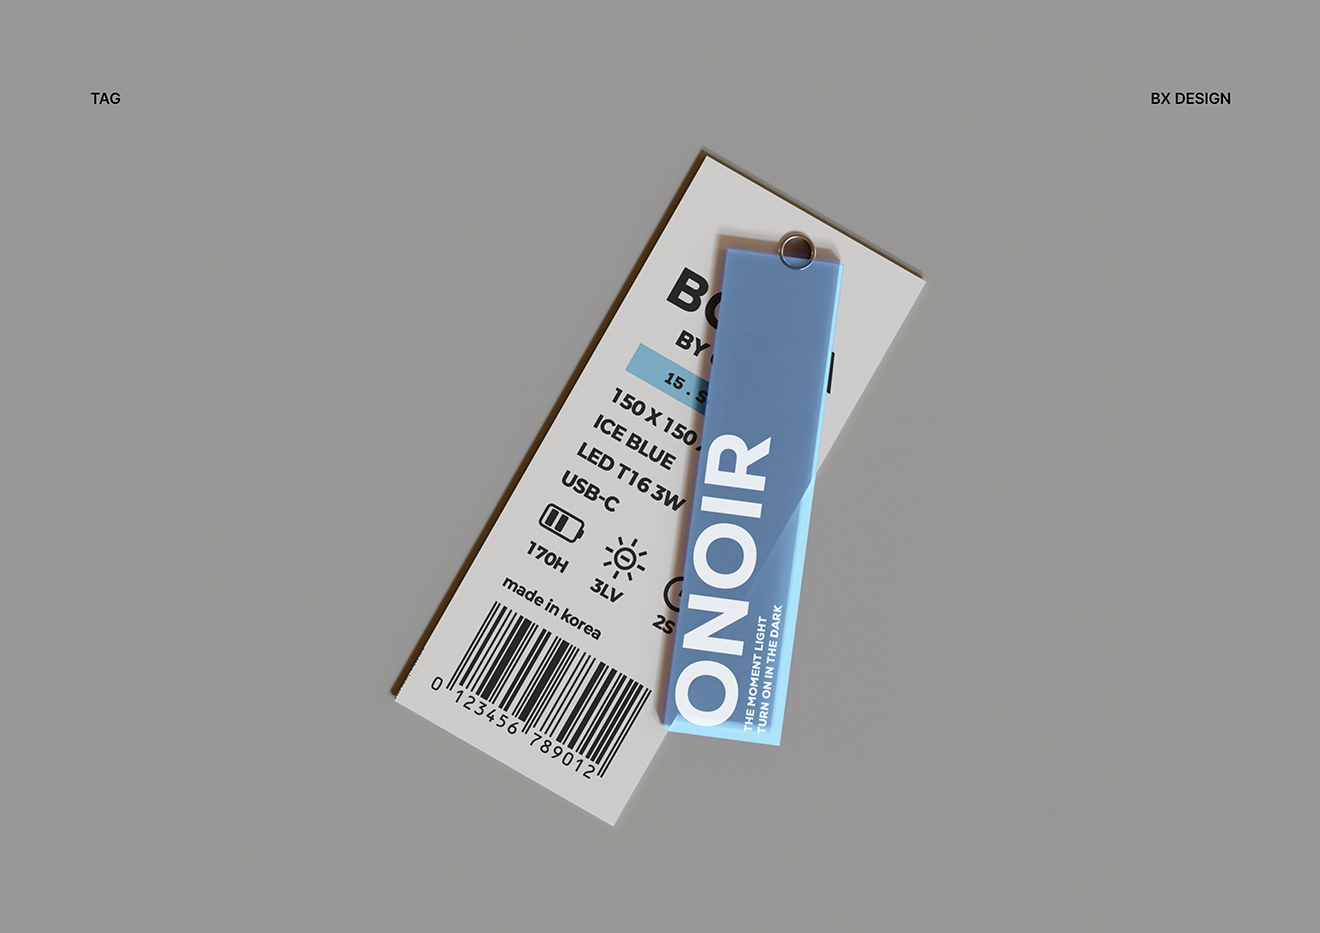 TAG
BX DESIGN
BY
15 . S
150 X 150
ICE BLUE
LED T16 3W
USB-C
170H
3LV
2S
made in korea
0 123456 789012
ONOIR
THE MOMENT LIGHT
TURN ON IN THE DARK